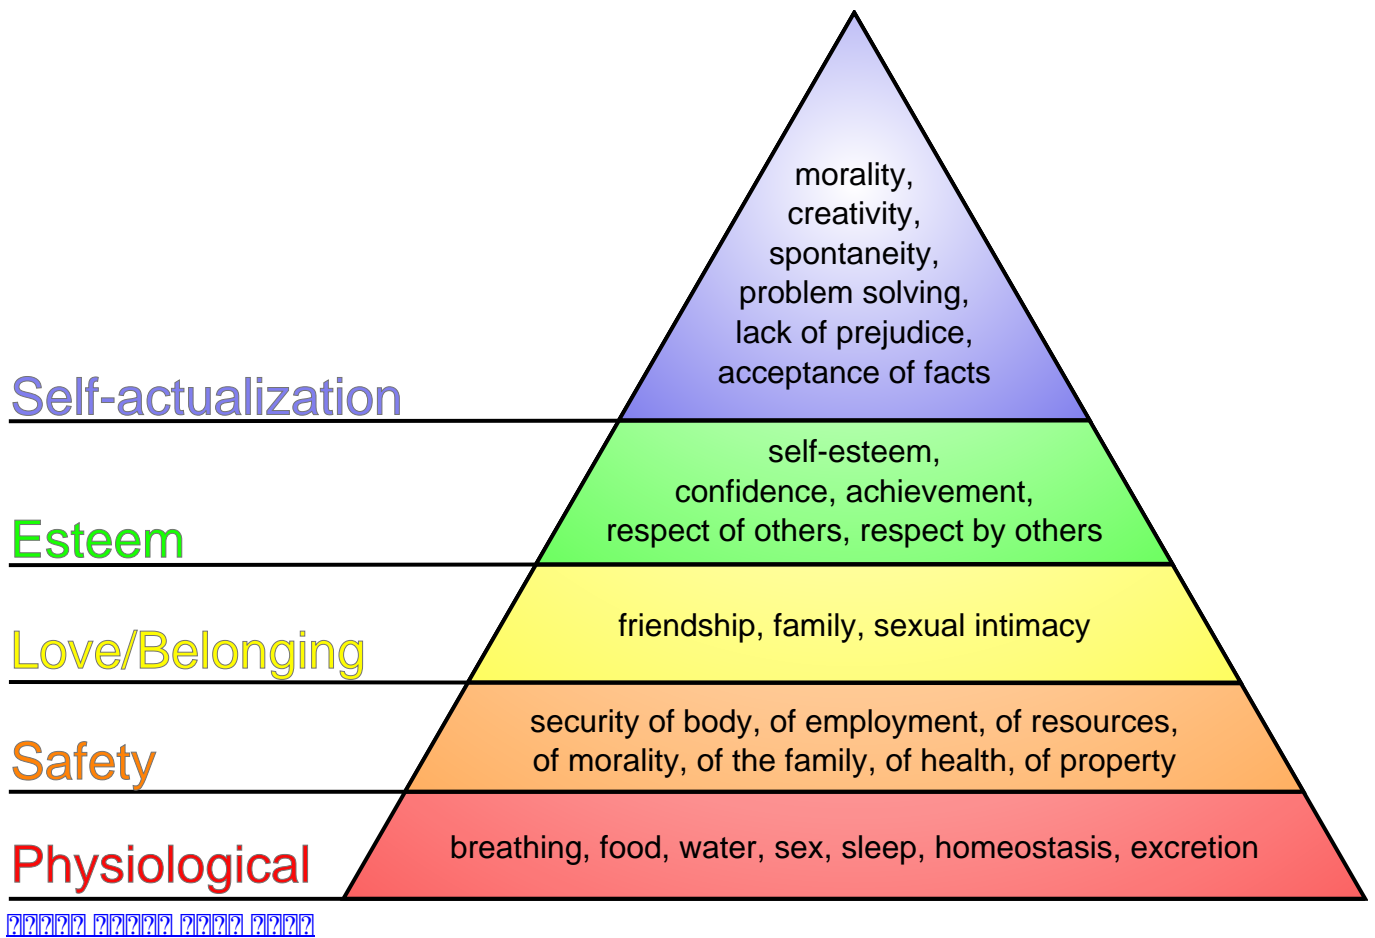 morality,
creativity,
spontaneity,
problem solving,
lack of prejudice,
acceptance of facts
Self-actualization
self-esteem,
confidence, achievement,
respect of others, respect by others
Esteem
friendship, family, sexual intimacy
Love/Belonging
security of body, of employment, of resources,
of morality, of the family, of health, of property
Safety
breathing, food, water, sex, sleep, homeostasis, excretion
Physiological